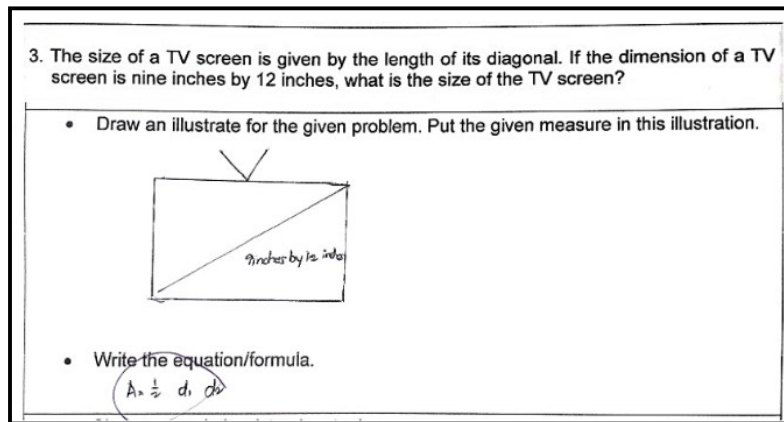 3. The size of a TV screen is given by the length of its diagonal. If the dimension of a TV
screen is nine inches by 12 inches, what is the size of the TV screen?
• Draw an illustrate for the given problem. Put the given measure in this illustration.
9 inches by 12 inches
• Write the equation/formula.
A = 1/2 d₁ d₂